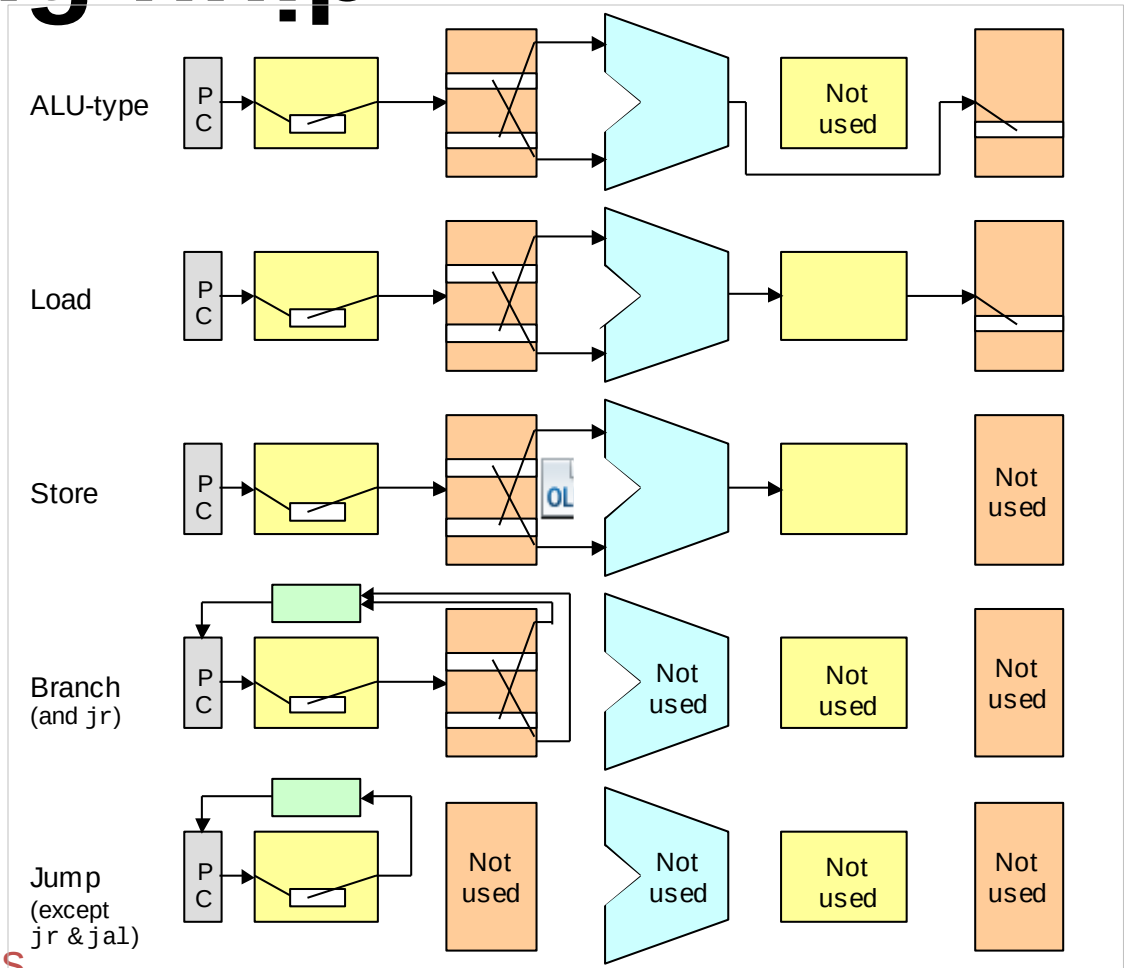 ALU-type
P
C
Not
used
Load
P
C
Store
P
C
OL
Not
used
Branch
(and jr)
P
C
Not
used
Not
used
Not
used
Jump
(except
jr & jal)
P
C
Not
used
Not
used
Not
used
Not
used
s